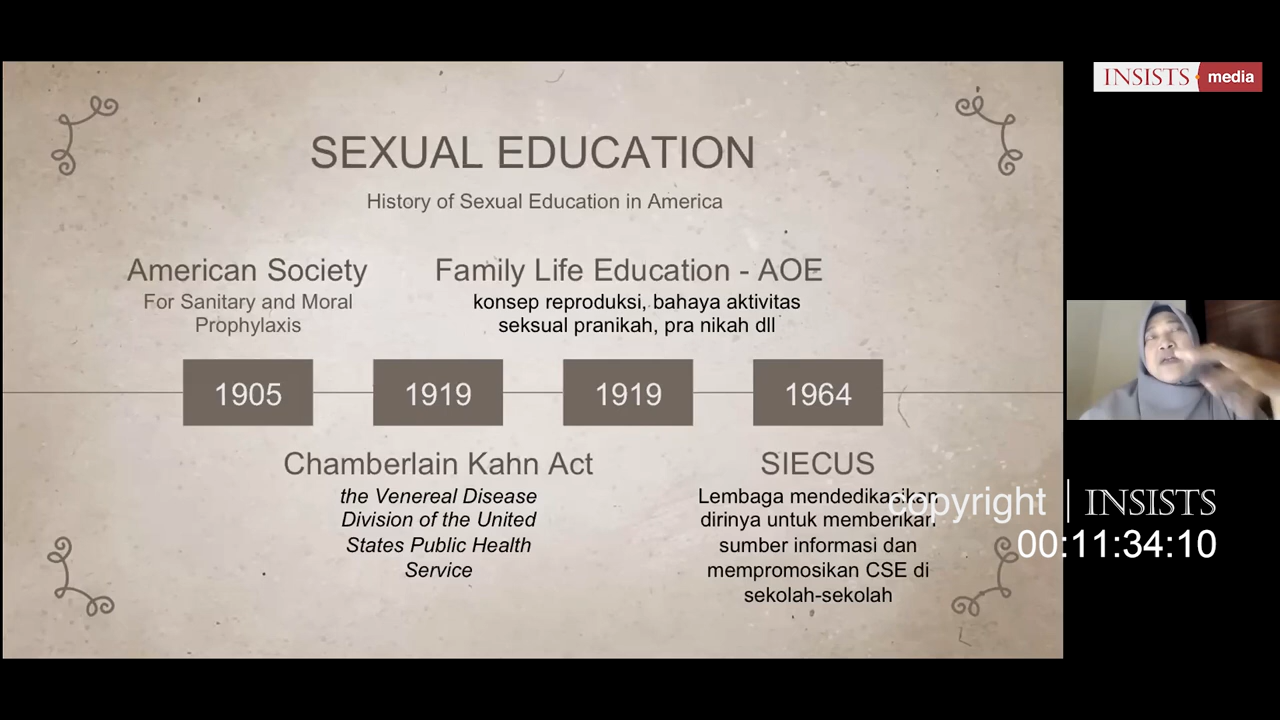 INSISTS media
SEXUAL EDUCATION
History of Sexual Education in America
American Society
For Sanitary and Moral
Prophylaxis
Family Life Education - AOE
konsep reproduksi, bahaya aktivitas
seksual pranikah, pra nikah dll
1905
1919
1919
1964
Chamberlain Kahn Act
the Venereal Disease
Division of the United
States Public Health
Service
SIECUS
Lembaga mendedikasikan
dirinya untuk memberikan
sumber informasi dan
mempromosikan CSE di
sekolah-sekolah
copyright | INSISTS
00:11:34:10